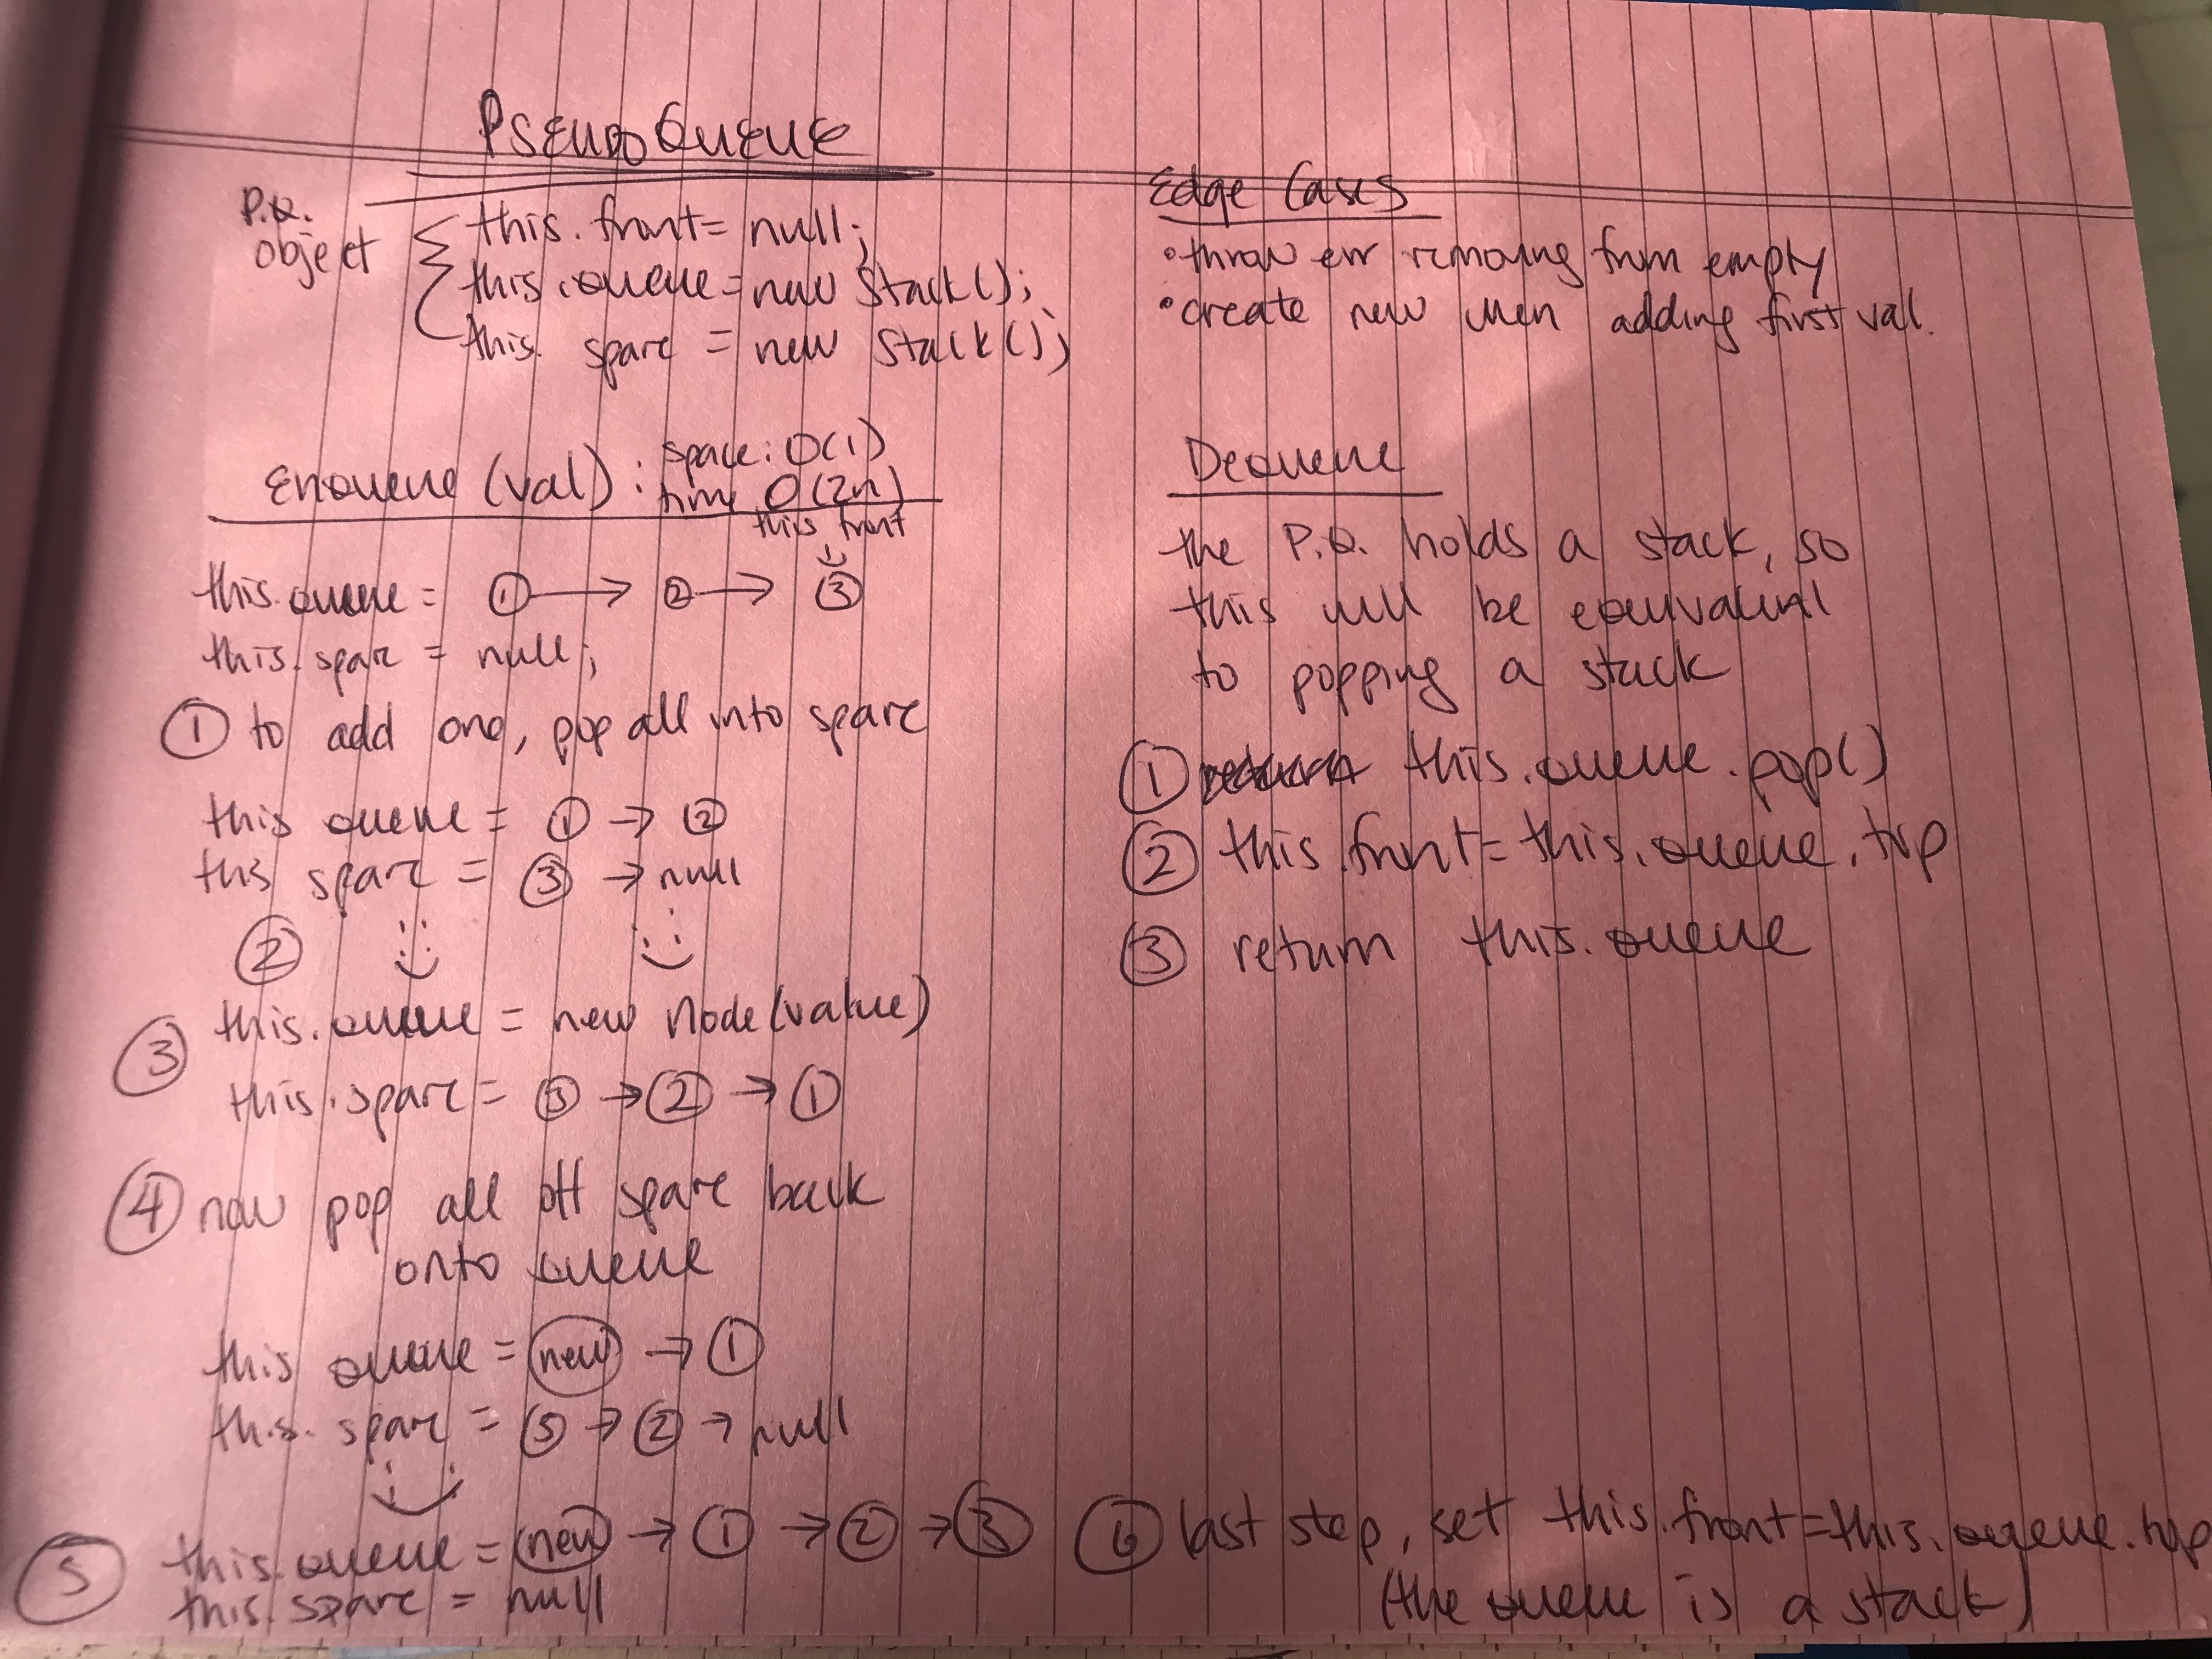 PSEUDO QUEUE
P.Q. object { this.front = null;
this.queue = new Stack();
this. spare = new Stack();
Enqueue (val) : space: O(1)
time O(2n)
this front
this.queue = ① → ② → ③
this.spare = null;
① to add one, pop all into spare
this queue = ① → ②
this spare = ③ → null
②
③ this.queue = new Node(value)
this.spare = ③ → ② → ①
④ now pop all off spare back
onto queue
this queue = new → ①
this. spare = ③ → ② → null
⑤ this.queue = new → ① → ② → ③
this.spare = null
Edge Cases
• throw err removing from empty
• create new when adding first val.
Dequeue
the P.Q. holds a stack, so
this will be equivalent
to popping a stack
① return this.queue.pop()
② this.front = this.queue.top
③ return this.queue
⑥ last step, set this.front = this.queue.top
(the queue is a stack)